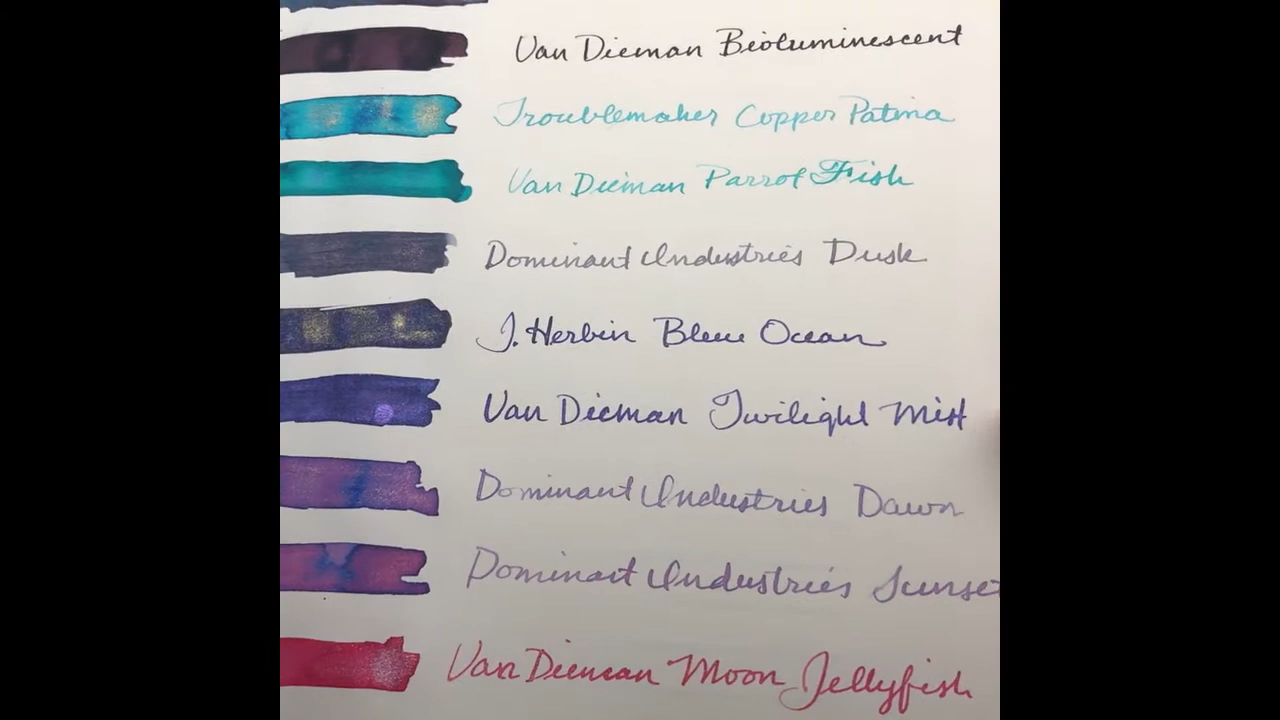 Van Dieman Bioluminescent
Troublemaker Copper Patina
Van Dieman Parrot Fish
Dominant Industries Dusk
J. Herbin Bleu Ocean
Van Dieman Twilight Mist
Dominant Industries Dawn
Dominant Industries Sunset
Van Dieman Moon Jellyfish